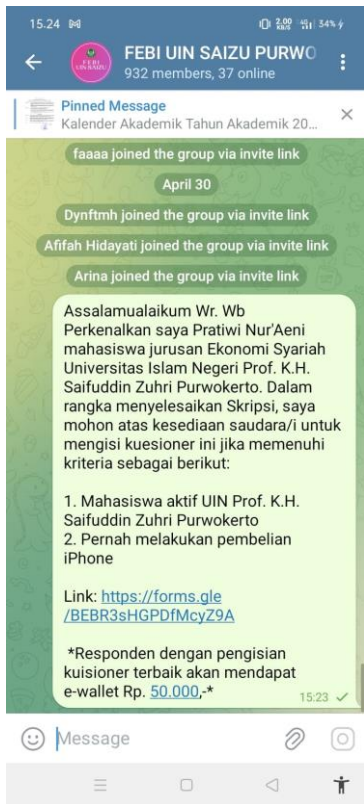 15.24 2,00 KB/S 4G 34%
FEBI UIN SAIZU PURWO
932 members, 37 online
Pinned Message
Kalender Akademik Tahun Akademik 20...
faaaa joined the group via invite link
April 30
Dynftmh joined the group via invite link
Afifah Hidayati joined the group via invite link
Arina joined the group via invite link
Assalamualaikum Wr. Wb
Perkenalkan saya Pratiwi Nur'Aeni
mahasiswa jurusan Ekonomi Syariah
Universitas Islam Negeri Prof. K.H.
Saifuddin Zuhri Purwokerto. Dalam
rangka menyelesaikan Skripsi, saya
mohon atas kesediaan saudara/i untuk
mengisi kuesioner ini jika memenuhi
kriteria sebagai berikut:
1. Mahasiswa aktif UIN Prof. K.H.
Saifuddin Zuhri Purwokerto
2. Pernah melakukan pembelian
iPhone
Link: https://forms.gle
/BEBR3sHGPDfMcyZ9A
*Responden dengan pengisian
kuisioner terbaik akan mendapat
e-wallet Rp. 50.000,-*
15:23
Message